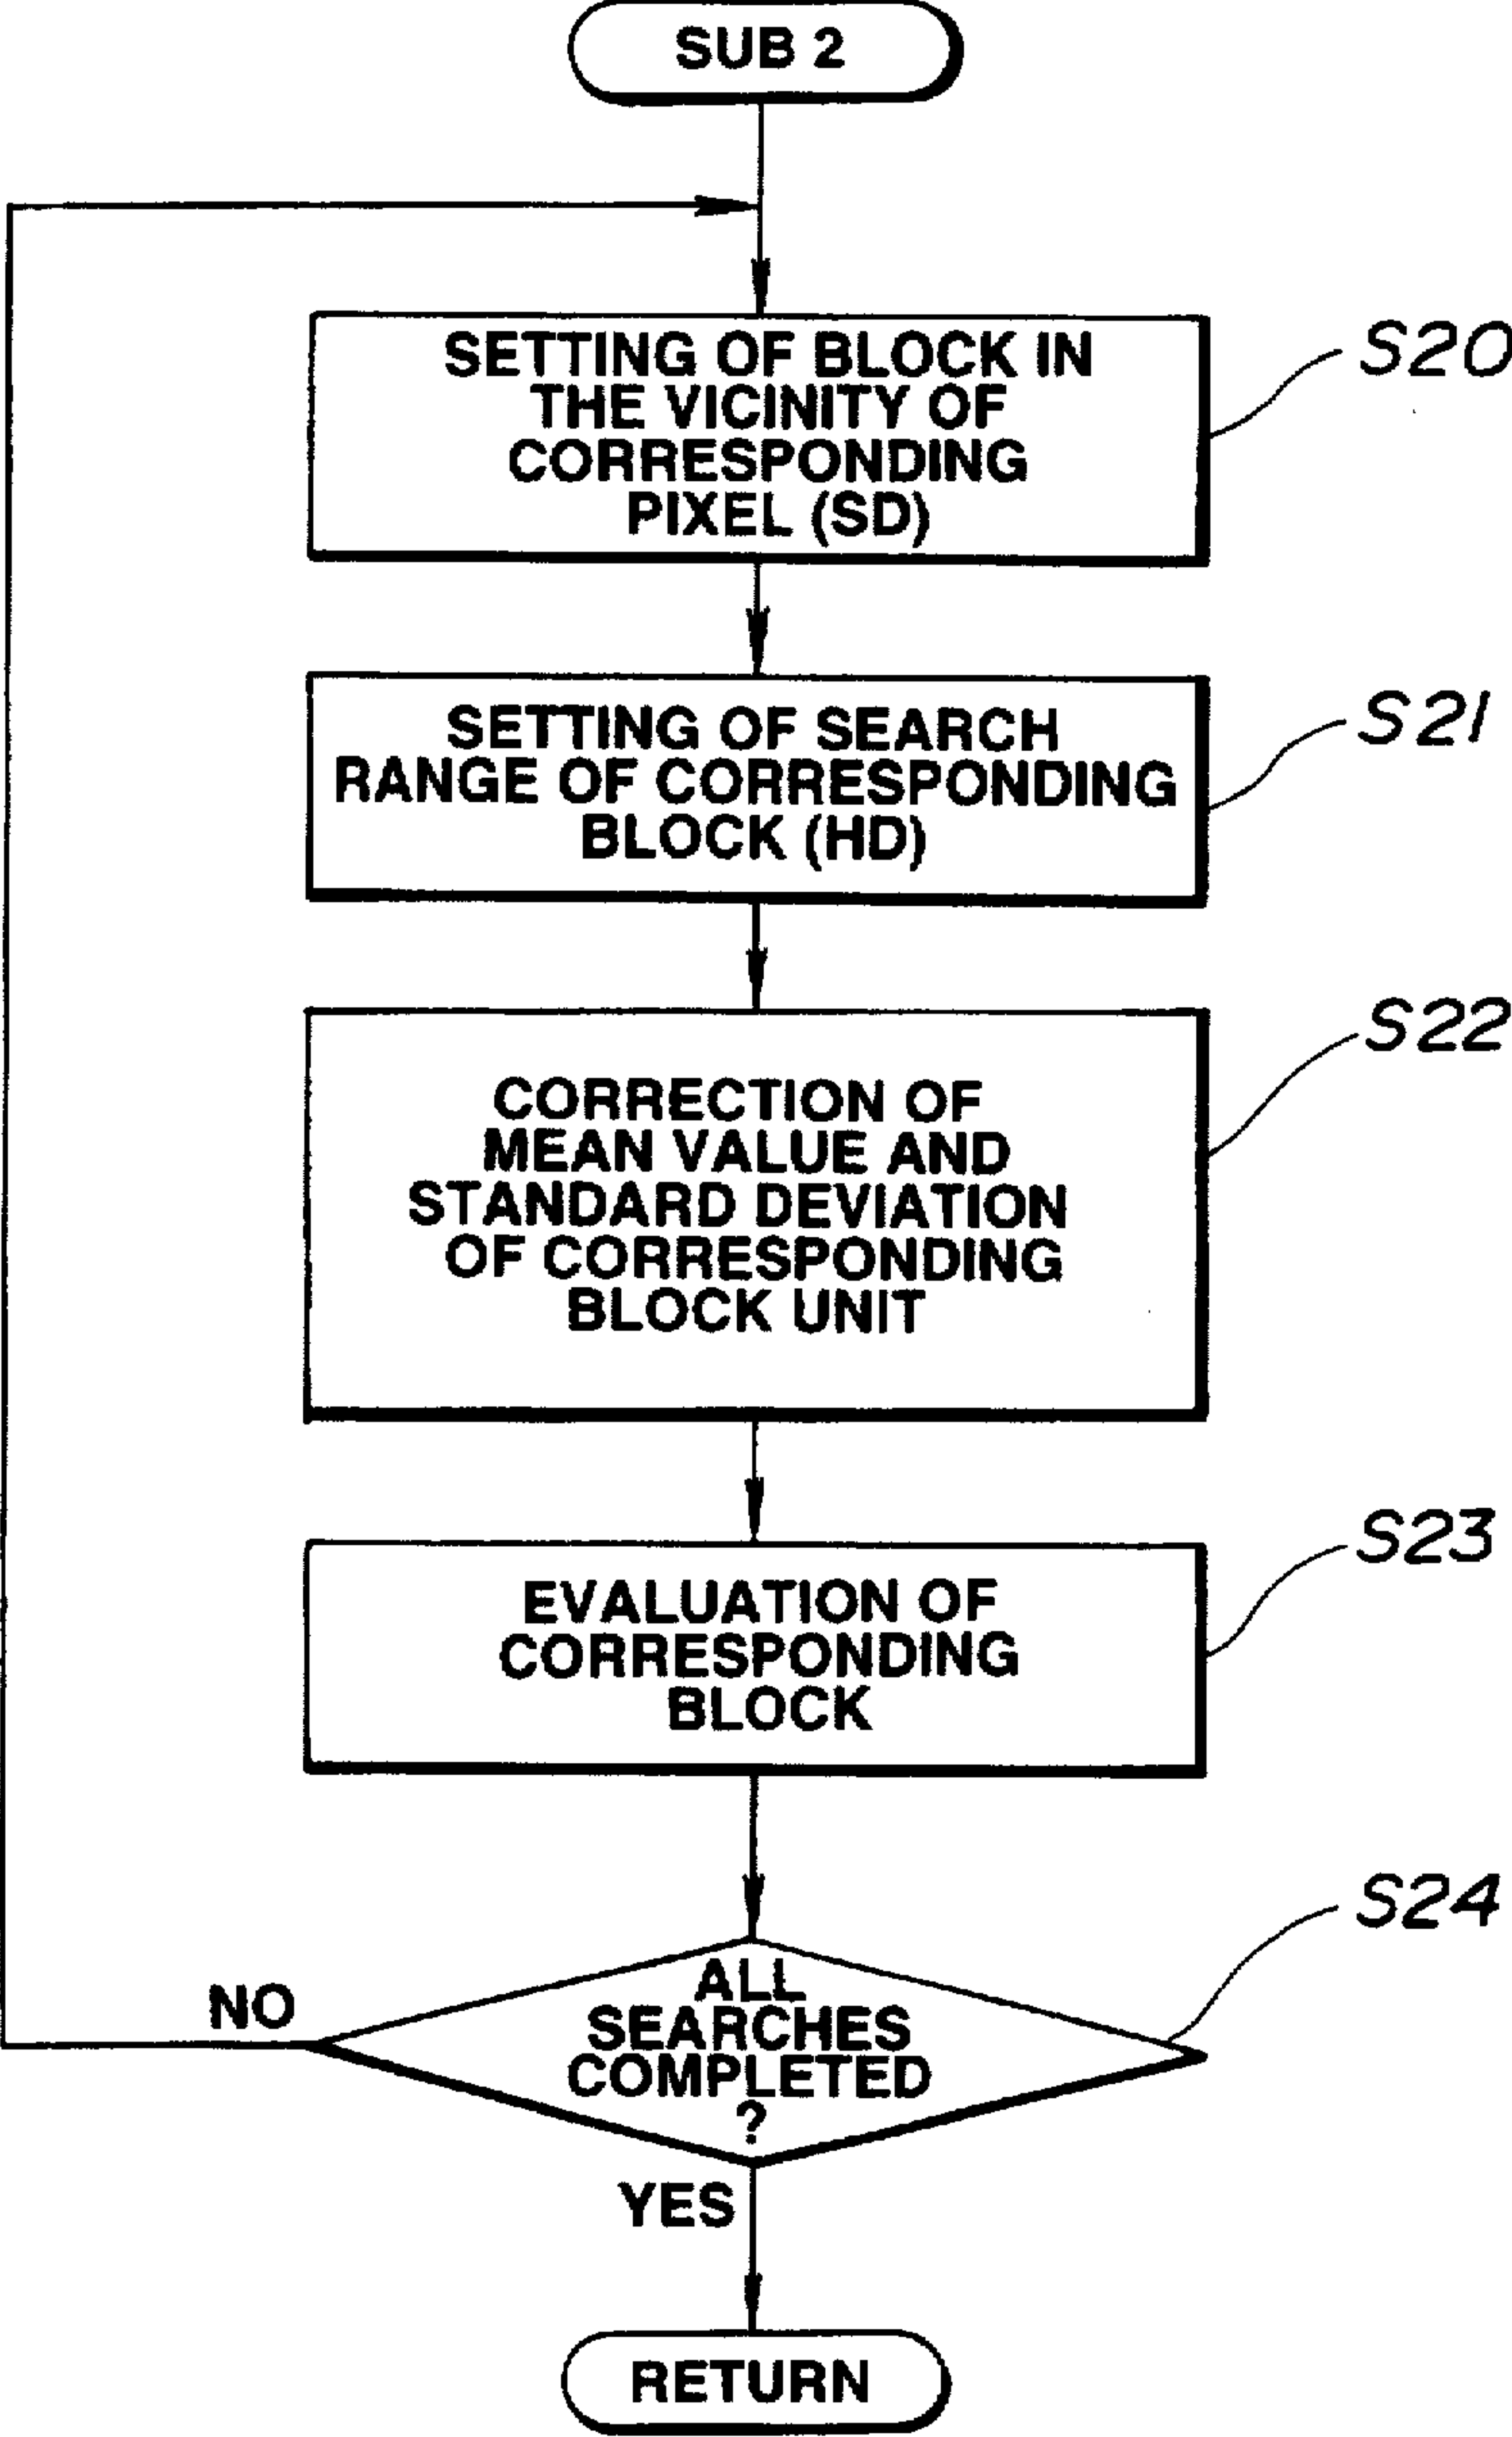 SUB 2
SETTING OF BLOCK IN
THE VICINITY OF
CORRESPONDING
PIXEL (SD)
S20
SETTING OF SEARCH
RANGE OF CORRESPONDING
BLOCK (HD)
S21
CORRECTION OF
MEAN VALUE AND
STANDARD DEVIATION
OF CORRESPONDING
BLOCK UNIT
S22
EVALUATION OF
CORRESPONDING
BLOCK
S23
ALL
SEARCHES
COMPLETED
?
S24
NO
YES
RETURN